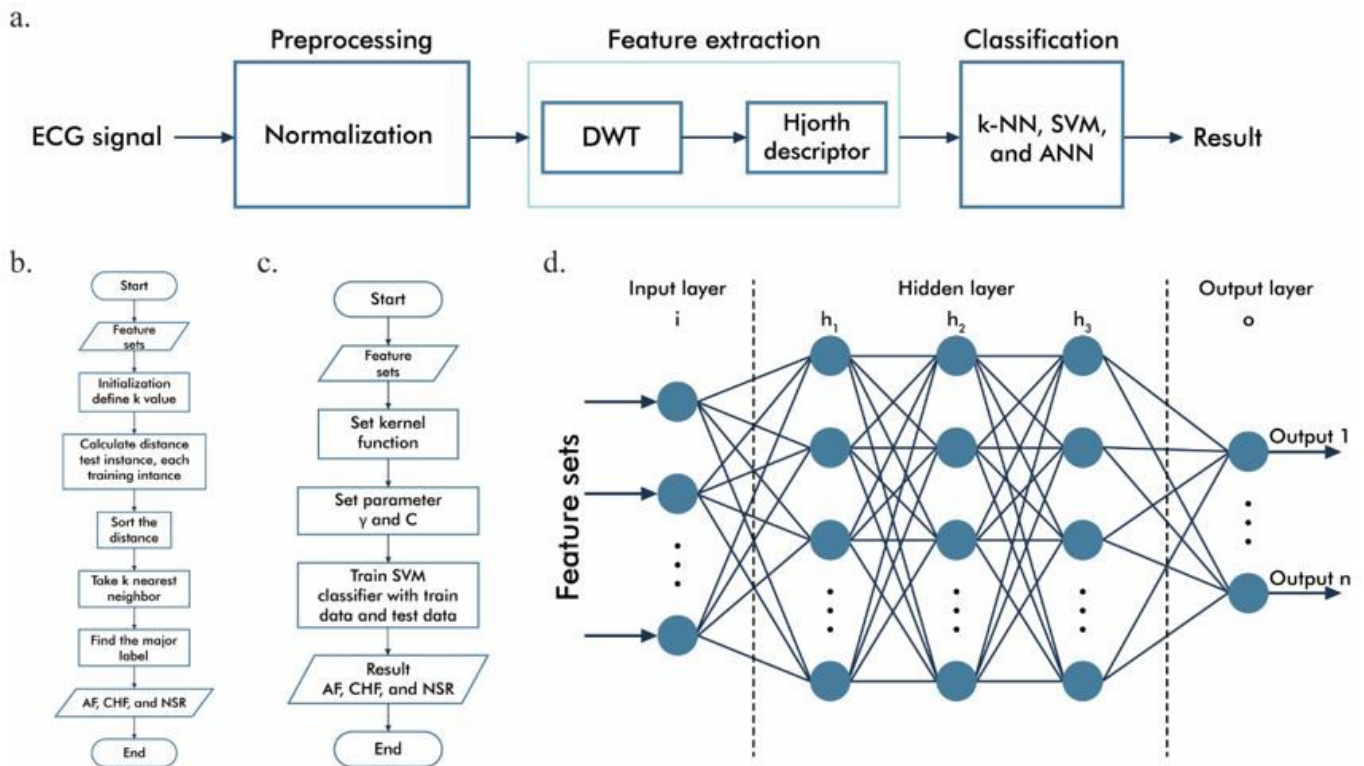 a.
Preprocessing
Feature extraction
Classification
ECG signal
Normalization
DWT
Hjorth
descriptor
k-NN, SVM,
and ANN
Result
b.
Start
Feature
sets
Initialization
define k value
Calculate distance
test instance, each
training intance
Sort the
distance
Take k nearest
neighbor
Find the major
label
AF, CHF, and NSR
End
c.
Start
Feature
sets
Set kernel
function
Set parameter
γ and C
Train SVM
classifier with train
data and test data
Result
AF, CHF, and NSR
End
d.
Input layer
i
Hidden layer
h₁
h₂
h₃
Output layer
o
Feature sets
Output 1
Output n